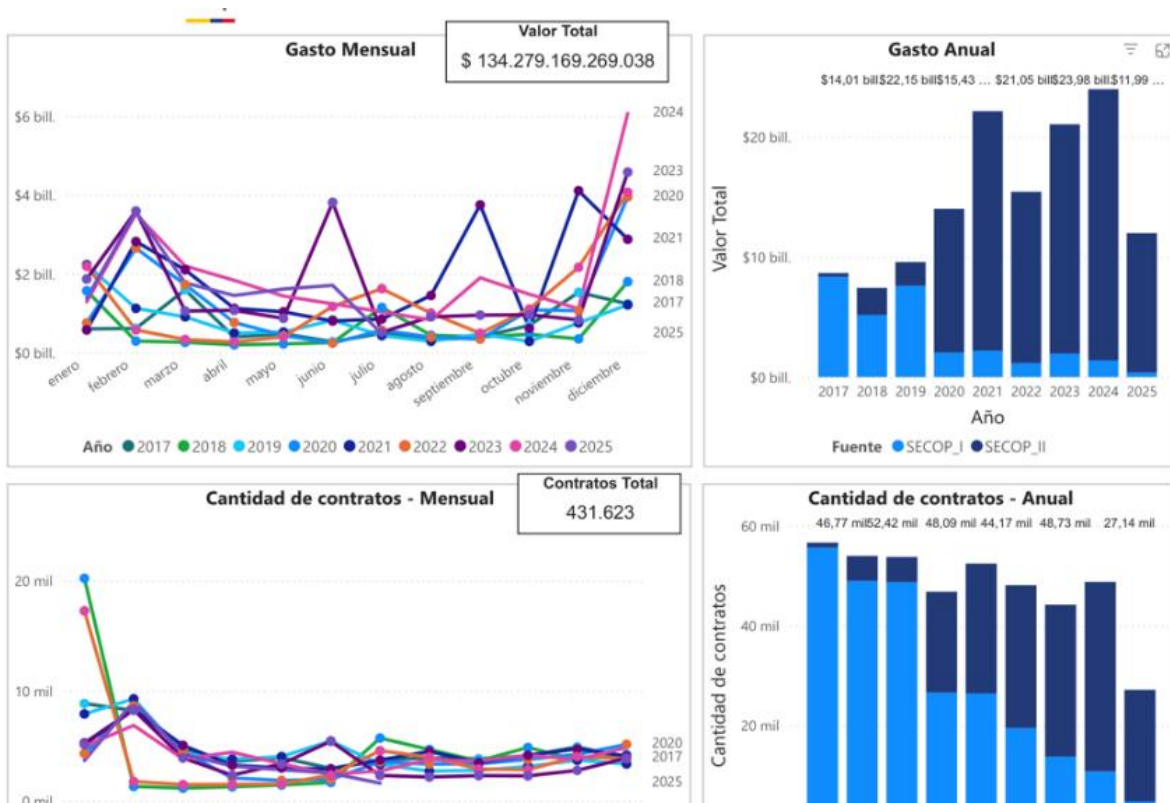 Gasto Mensual
Valor Total
$ 134.279.169.269.038
$6 bill.
$4 bill.
$2 bill.
$0 bill.
2024
2023
2020
2021
2018
2017
2025
enero
febrero
marzo
abril
mayo
junio
julio
agosto
septiembre
octubre
noviembre
diciembre
Año 2017 2018 2019 2020 2021 2022 2023 2024 2025
Gasto Anual
$14,01 bill. $22,15 bill. $15,43 ... $21,05 bill. $23,98 bill. $11,99 ...
$20 bill.
$10 bill.
$0 bill.
Valor Total
2017 2018 2019 2020 2021 2022 2023 2024 2025
Año
Fuente SECOP_I SECOP_II
Cantidad de contratos - Mensual
Contratos Total
431.623
20 mil
10 mil
0 mil
2020
2017
2025
Cantidad de contratos - Anual
46,77 mil 52,42 mil 48,09 mil 44,17 mil 48,73 mil 27,14 mil
60 mil
40 mil
20 mil
Cantidad de contratos